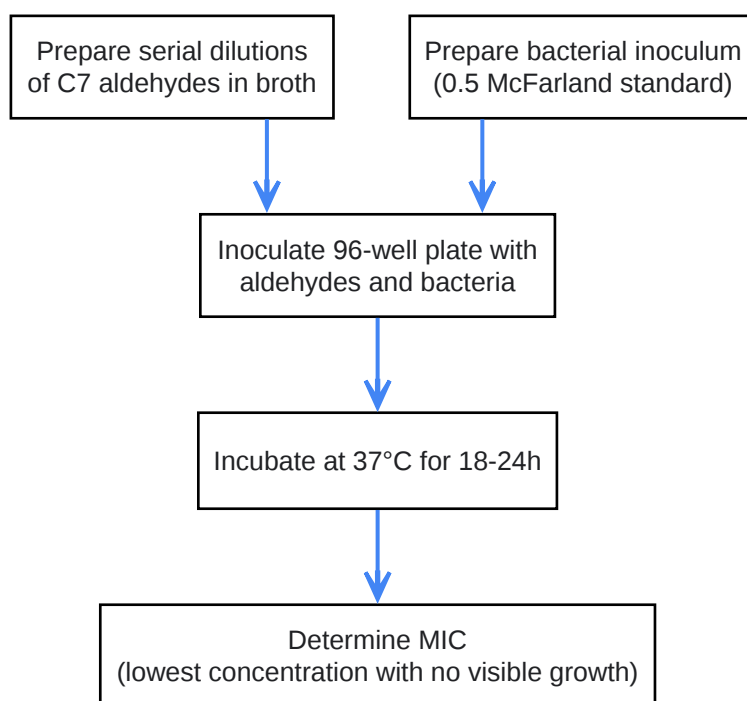 Prepare serial dilutions
of C7 aldehydes in broth
Prepare bacterial inoculum
(0.5 McFarland standard)
Inoculate 96-well plate with
aldehydes and bacteria
Incubate at 37°C for 18-24h
Determine MIC
(lowest concentration with no visible growth)